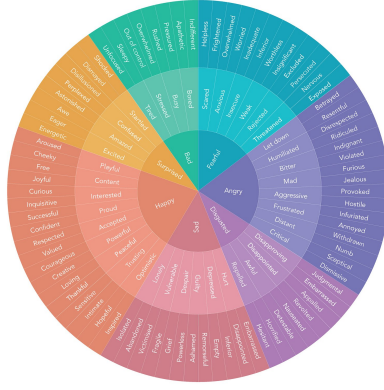 Fearful
Angry
Disgusted
Sad
Happy
Surprised
Bad
Scared
Anxious
Insecure
Weak
Rejected
Threatened
Let down
Humiliated
Bitter
Mad
Aggressive
Frustrated
Distant
Critical
Disapproving
Disappointed
Awful
Repelled
Hurt
Depressed
Guilty
Despair
Vulnerable
Lonely
Optimistic
Trusting
Peaceful
Powerful
Accepted
Proud
Interested
Content
Playful
Excited
Amazed
Confused
Startled
Tired
Stressed
Busy
Bored
Helpless
Frightened
Overwhelmed
Worried
Inadequate
Inferior
Worthless
Insignificant
Excluded
Persecuted
Nervous
Exposed
Betrayed
Resentful
Disrespected
Ridiculed
Indignant
Violated
Furious
Jealous
Provoked
Hostile
Infuriated
Annoyed
Withdrawn
Numb
Sceptical
Dismissive
Judgmental
Embarrassed
Appalled
Revolted
Nauseated
Detestable
Horrified
Hesitant
Embarrassed
Disappointed
Inferior
Empty
Remorseful
Ashamed
Powerless
Grief
Fragile
Victimised
Abandoned
Isolated
Inspired
Hopeful
Intimate
Sensitive
Thankful
Loving
Creative
Courageous
Valued
Respected
Confident
Successful
Inquisitive
Curious
Joyful
Free
Cheeky
Aroused
Energetic
Eager
Awe
Astonished
Perplexed
Disillusioned
Dismayed
Shocked
Unfocused
Sleepy
Out of control
Overwhelmed
Rushed
Pressured
Apathetic
Indifferent